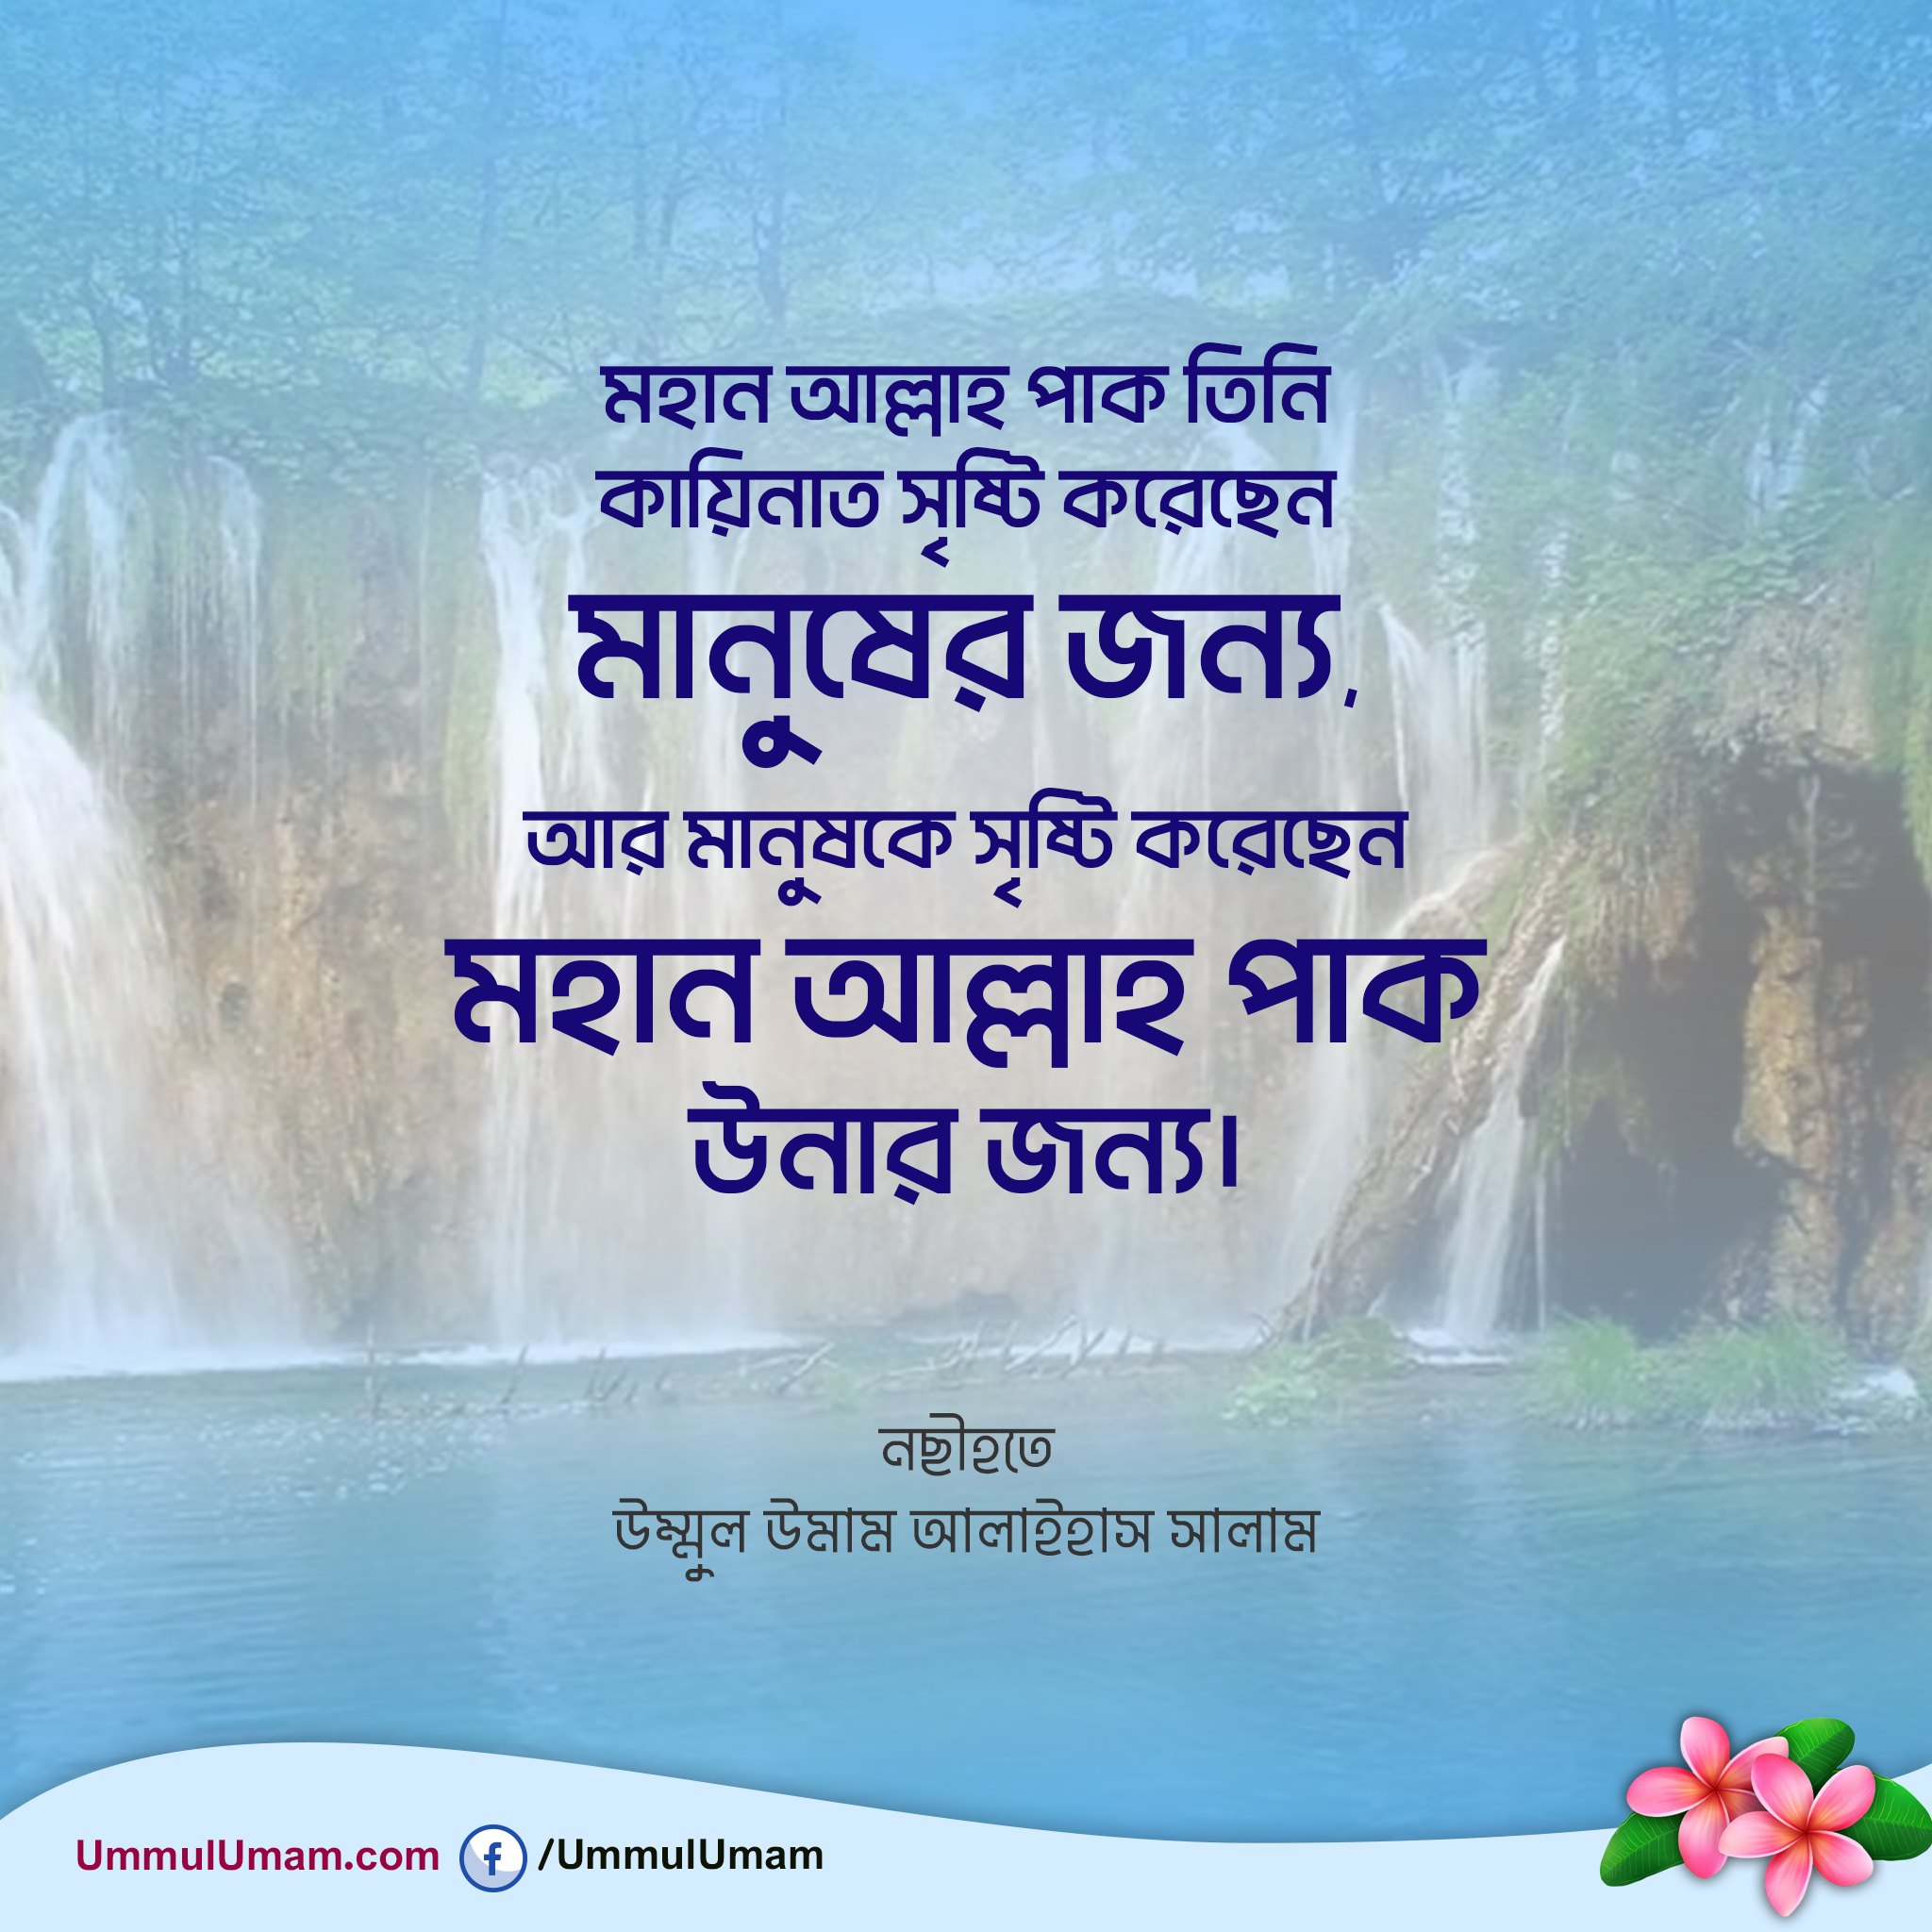 মহান আল্লাহ পাক তিনি
কায়িনাত সৃষ্টি করেছেন
মানুষের জন্য,
আর মানুষকে সৃষ্টি করেছেন
মহান আল্লাহ পাক
উনার জন্য।
নছীহতে
উম্মুল উমাম আলাইহাস সালাম
UmmulUmam.com f /UmmulUmam